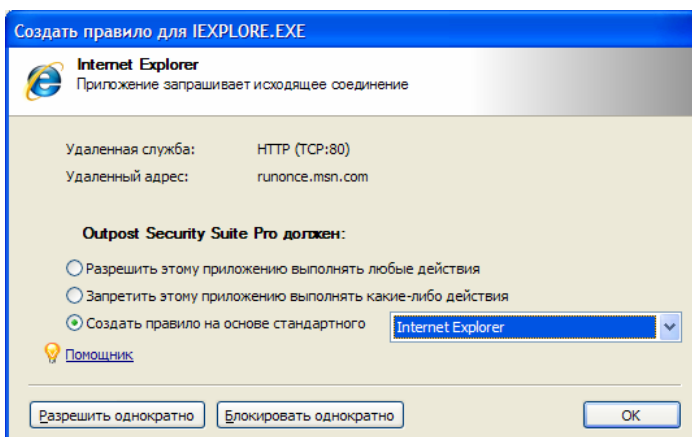 Создать правило для IEXPLORE.EXE
Internet Explorer
Приложение запрашивает исходящее соединение
Удаленная служба: HTTP (TCP:80)
Удаленный адрес: runonce.msn.com
Outpost Security Suite Pro должен:
Разрешить этому приложению выполнять любые действия
Запретить этому приложению выполнять какие-либо действия
Создать правило на основе стандартного Internet Explorer
Помощник
Разрешить однократно Блокировать однократно OK